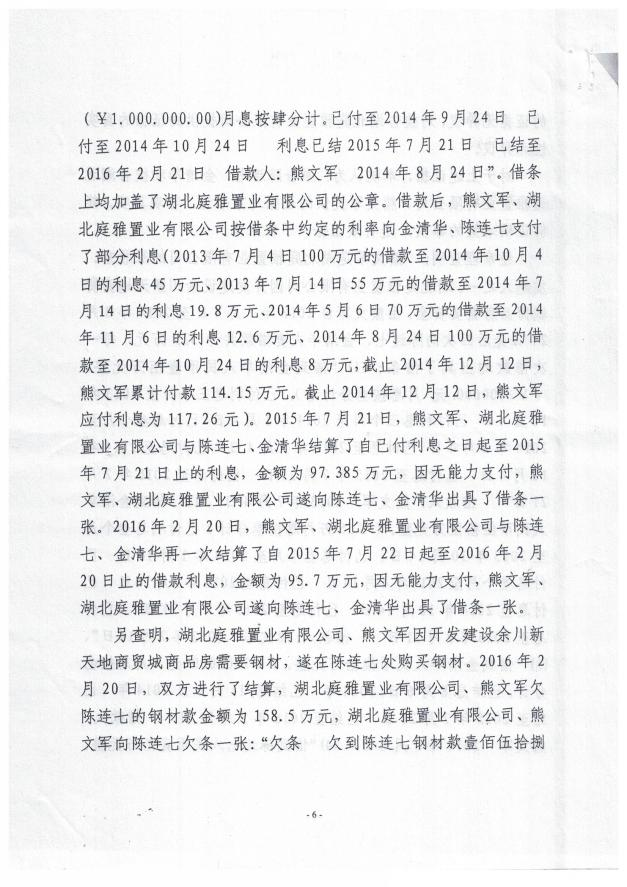 (￥1,000,000.00)月息按肆分计。已付至2014年9月24日 已
付至2014年10月24日 利息已结2015年7月21日 已结至
2016年2月21日 借款人：熊文军 2014年8月24日”。借条
上均加盖了湖北庭雅置业有限公司的公章。借款后，熊文军、湖
北庭雅置业有限公司按借条中约定的利率向金清华、陈连七支付
了部分利息(2013年7月4日100万元的借款至2014年10月4
日的利息45万元、2013年7月14日55万元的借款至2014年7
月14日的利息19.8万元、2014年5月6日70万元的借款至2014
年11月6日的利息12.6万元、2014年8月24日100万元的借
款至2014年10月24日的利息8万元，截止2014年12月12日，
熊文军累计付款114.15万元。截止2014年12月12日，熊文军
应付利息为117.26元)。2015年7月21日，熊文军、湖北庭雅
置业有限公司与陈连七、金清华结算了自已付利息之日起至2015
年7月21日止的利息，金额为97.385万元，因无能力支付，熊
文军、湖北庭雅置业有限公司遂向陈连七、金清华出具了借条一
张。2016年2月20日，熊文军、湖北庭雅置业有限公司与陈连
七、金清华再一次结算了自2015年7月22日起至2016年2月
20日止的借款利息，金额为95.7万元，因无能力支付，熊文军、
湖北庭雅置业有限公司遂向陈连七、金清华出具了借条一张。
另查明，湖北庭雅置业有限公司、熊文军因开发建设余川新
天地商贸城商品房需要钢材，遂在陈连七处购买钢材。2016年2
月20日，双方进行了结算，湖北庭雅置业有限公司、熊文军欠
陈连七的钢材款金额为158.5万元，湖北庭雅置业有限公司、熊
文军向陈连七欠条一张：“欠条 欠到陈连七钢材款壹佰伍拾捌
-6-